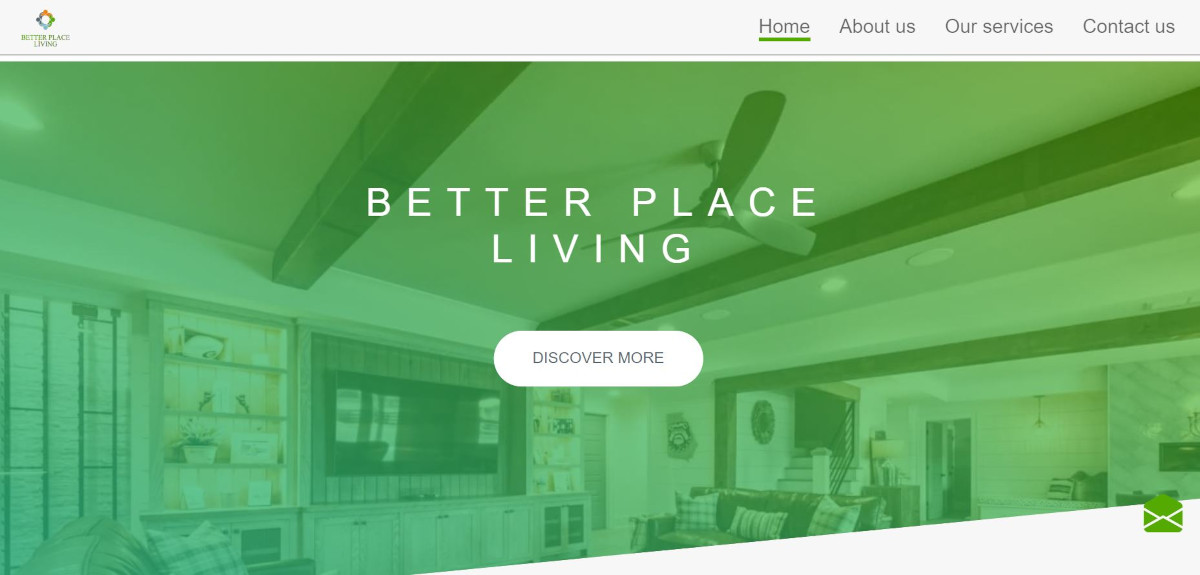 BETTER PLACE
LIVING
Home
About us
Our services
Contact us
BETTER PLACE
LIVING
DISCOVER MORE